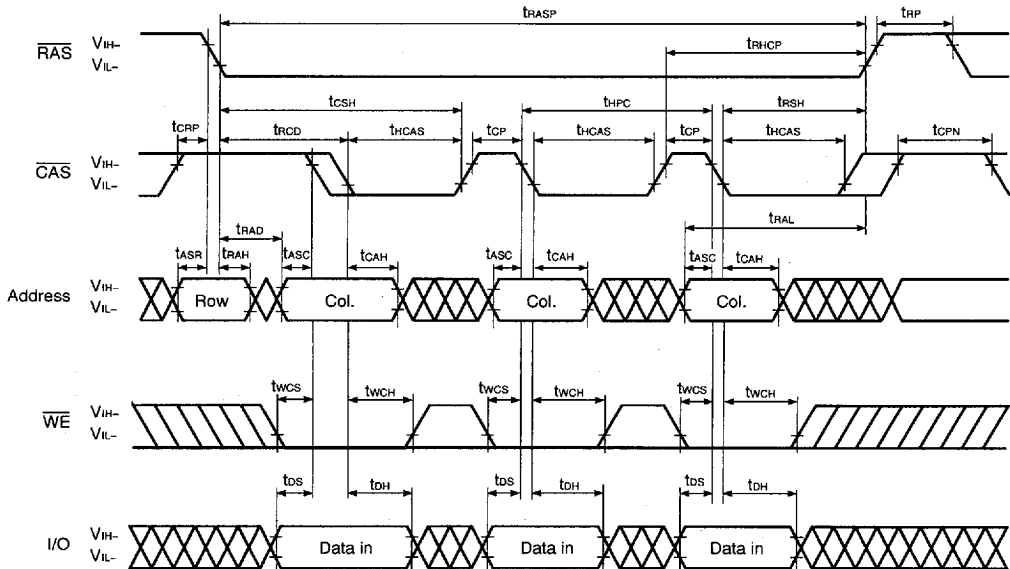 tRASP tRP
RAS VIH– VIL– tRHCP
tCSH tHPC tRSH
tCRP tRCD tHCAS tCP tHCAS tCP tHCAS tCPN
CAS VIH– VIL–
tRAL
tRAD
tASR tRAH tASC tCAH tASC tCAH tASC tCAH
Address VIH– VIL– Row Col. Col. Col.
tWCS tWCH tWCS tWCH tWCS tWCH
WE VIH– VIL–
tDS tDH tDS tDH tDS tDH
I/O VIH– VIL– Data in Data in Data in